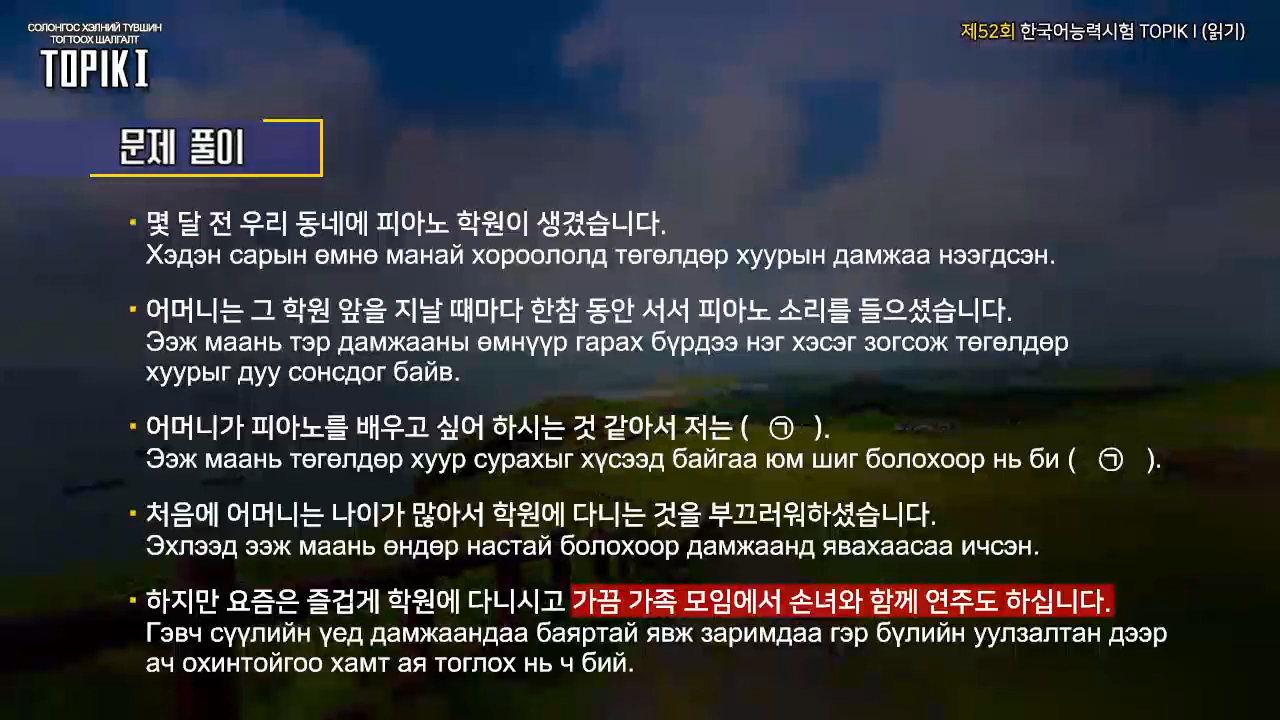 СОЛОНГОС ХЭЛНИЙ ТҮВШИН
ТОГТООХ ШАЛГАЛТ
TOPIK I
제52회 한국어능력시험 TOPIK I (읽기)
문제 풀이
몇 달 전 우리 동네에 피아노 학원이 생겼습니다.
Хэдэн сарын өмнө манай хороололд төгөлдөр хуурын дамжаа нээгдсэн.
어머니는 그 학원 앞을 지날 때마다 한참 동안 서서 피아노 소리를 들으셨습니다.
Ээж маань тэр дамжааны өмнүүр гарах бүрдээ нэг хэсэг зогсож төгөлдөр
хуурыг дуу сонсдог байв.
어머니가 피아노를 배우고 싶어 하시는 것 같아서 저는 ( ㉠ ).
Ээж маань төгөлдөр хуур сурахыг хүсээд байгаа юм шиг болохоор нь би ( ㉠ ).
처음에 어머니는 나이가 많아서 학원에 다니는 것을 부끄러워하셨습니다.
Эхлээд ээж маань өндөр настай болохоор дамжаанд явахаасаа ичсэн.
하지만 요즘은 즐겁게 학원에 다니시고 가끔 가족 모임에서 손녀와 함께 연주도 하십니다.
Гэвч сүүлийн үед дамжаандаа баяртай явж заримдаа гэр бүлийн уулзалтан дээр
ач охинтойгоо хамт ая тоглох нь ч бий.